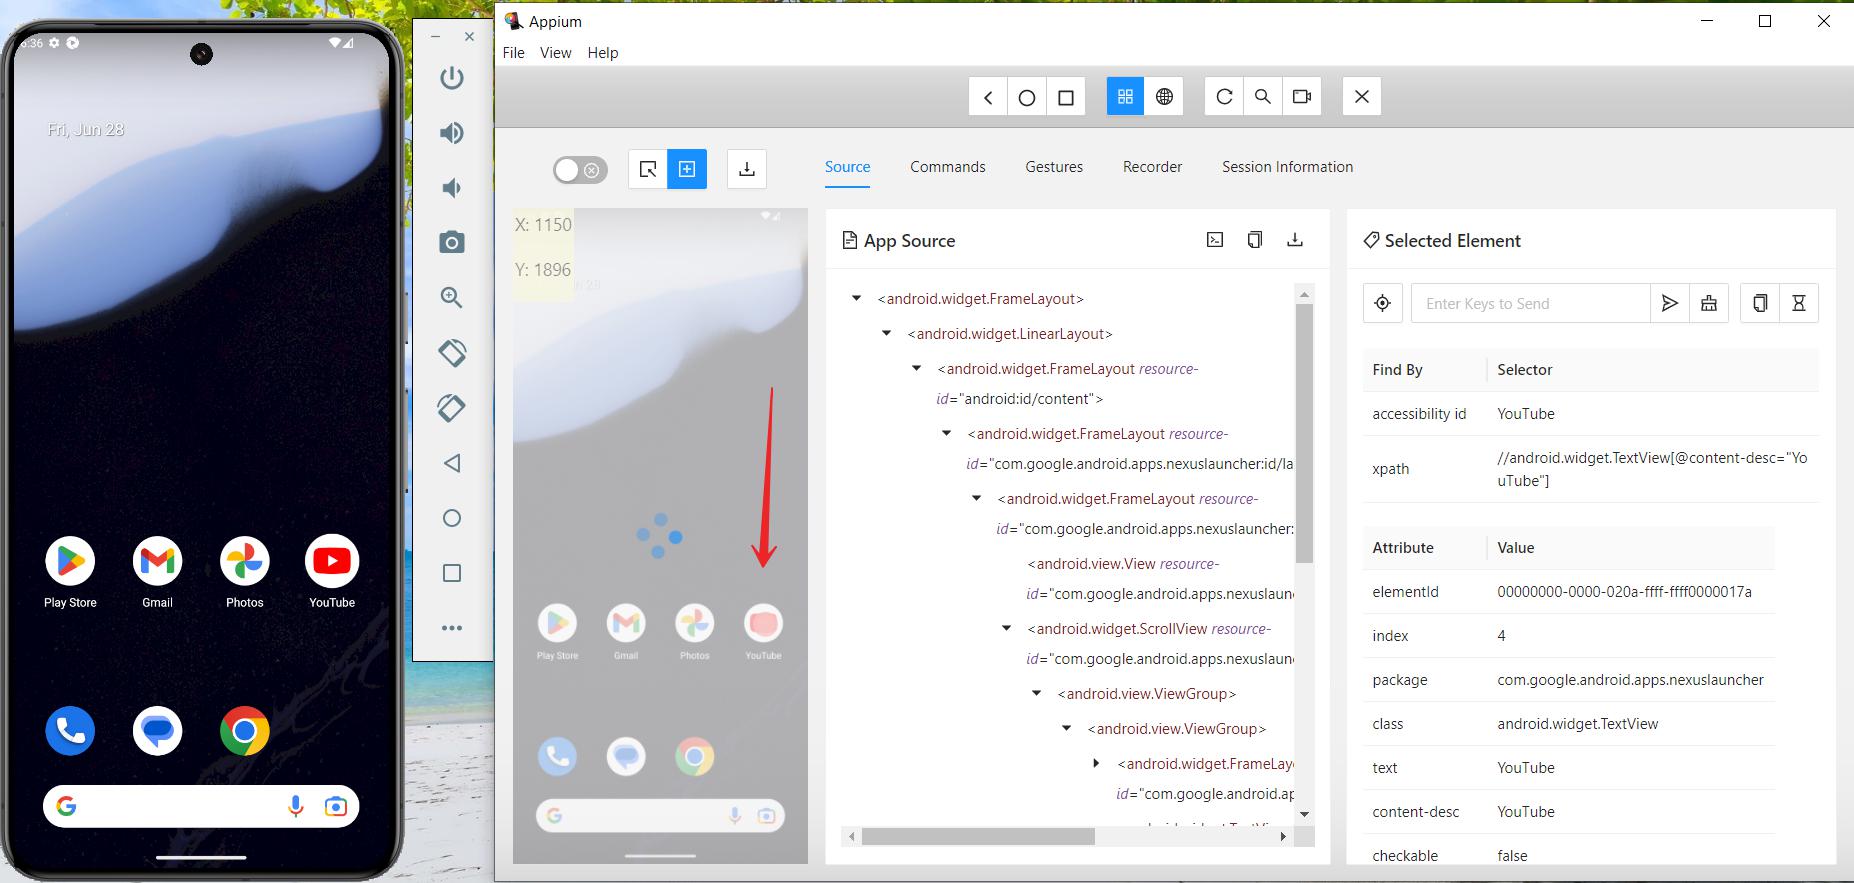 6:36
Fri, Jun 28
Play Store
Gmail
Photos
YouTube
Appium
File
View
Help
Source
Commands
Gestures
Recorder
Session Information
X: 1150
Y: 1896
Play Store
Gmail
Photos
YouTube
App Source
<android.widget.FrameLayout>
<android.widget.LinearLayout>
<android.widget.FrameLayout resource-
id="android:id/content">
<android.widget.FrameLayout resource-
id="com.google.android.apps.nexuslauncher:id/la
<android.widget.FrameLayout resource-
id="com.google.android.apps.nexuslauncher:
<android.view.View resource-
id="com.google.android.apps.nexuslaun
<android.widget.ScrollView resource-
id="com.google.android.apps.nexuslaun
<android.view.ViewGroup>
<android.view.ViewGroup>
<android.widget.FrameLay
id="com.google.android.ap
Selected Element
Enter Keys to Send
Find By Selector
accessibility id YouTube
xpath //android.widget.TextView[@content-desc="Yo
uTube"]
Attribute Value
elementId 00000000-0000-020a-ffff-ffff0000017a
index 4
package com.google.android.apps.nexuslauncher
class android.widget.TextView
text YouTube
content-desc YouTube
checkable false